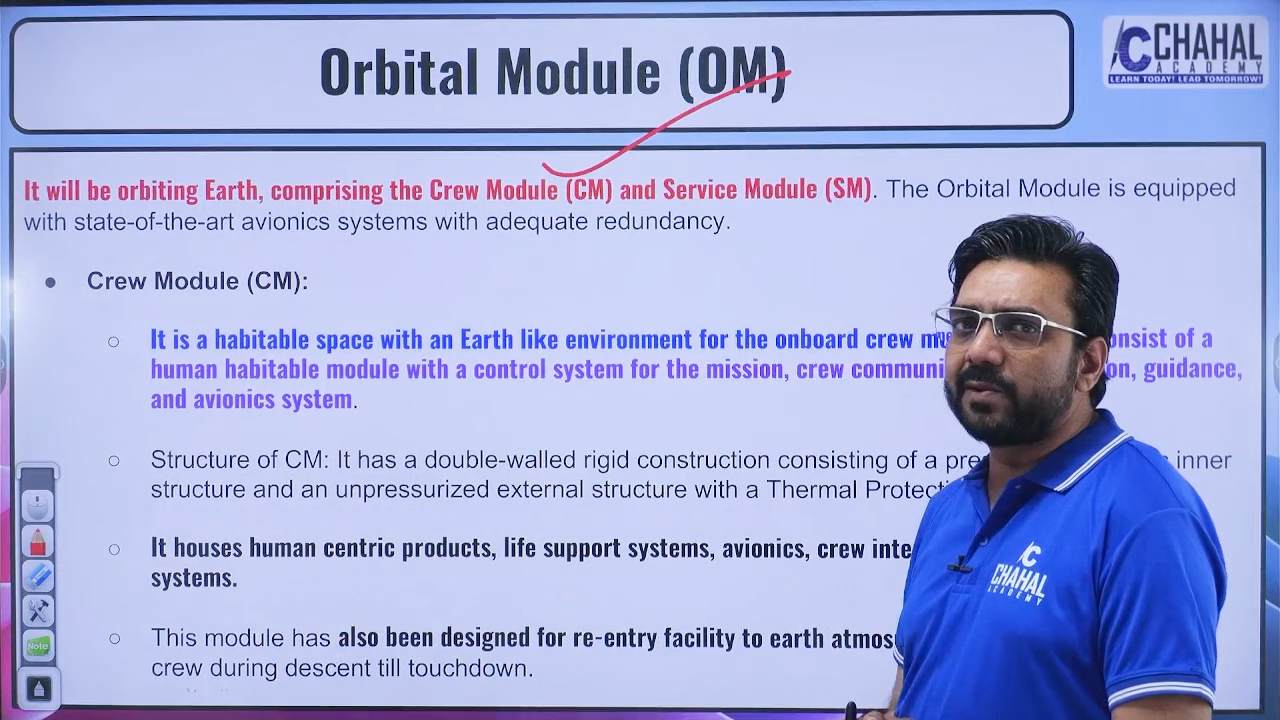 Orbital Module (OM)
CHAHAL
ACADEMY
LEARN TODAY! LEAD TOMORROW!
It will be orbiting Earth, comprising the Crew Module (CM) and Service Module (SM). The Orbital Module is equipped
with state-of-the-art avionics systems with adequate redundancy.
● Crew Module (CM):
○ It is a habitable space with an Earth like environment for the onboard crew
human habitable module with a control system for the mission, crew guidance,
and avionics system.
○ Structure of CM: It has a double-walled rigid construction consisting of a inner
structure and an unpressurized external structure with a Thermal
○ It houses human centric products, life support systems, avionics, crew
systems.
○ This module has also been designed for re-entry facility to earth
crew during descent till touchdown.
Note
CHAHAL
ACADEMY